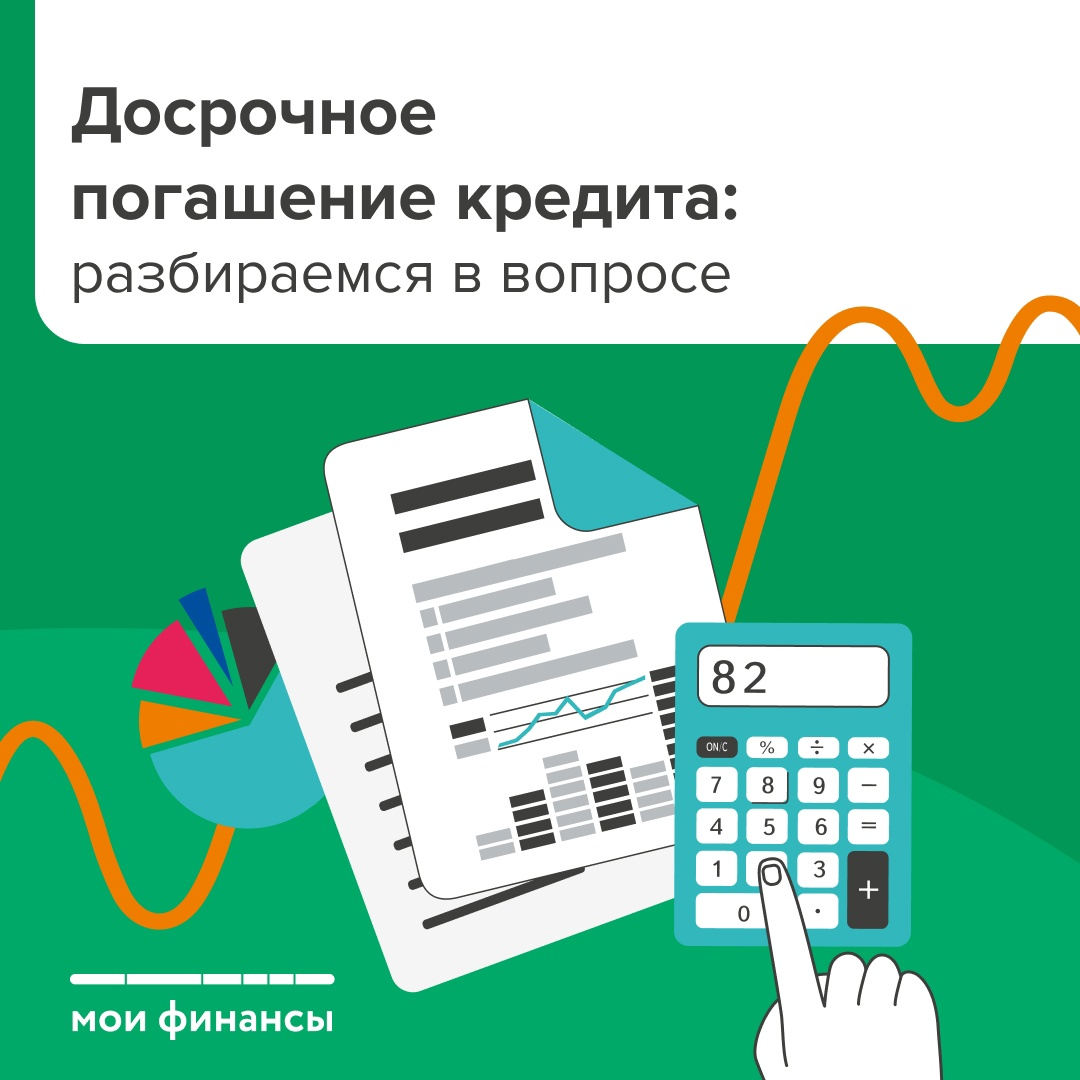 Досрочное
погашение кредита:
разбираемся в вопросе
82
ON/C % ÷ ×
7 8 9 −
4 5 6 =
1 3 +
0 .
мои финансы